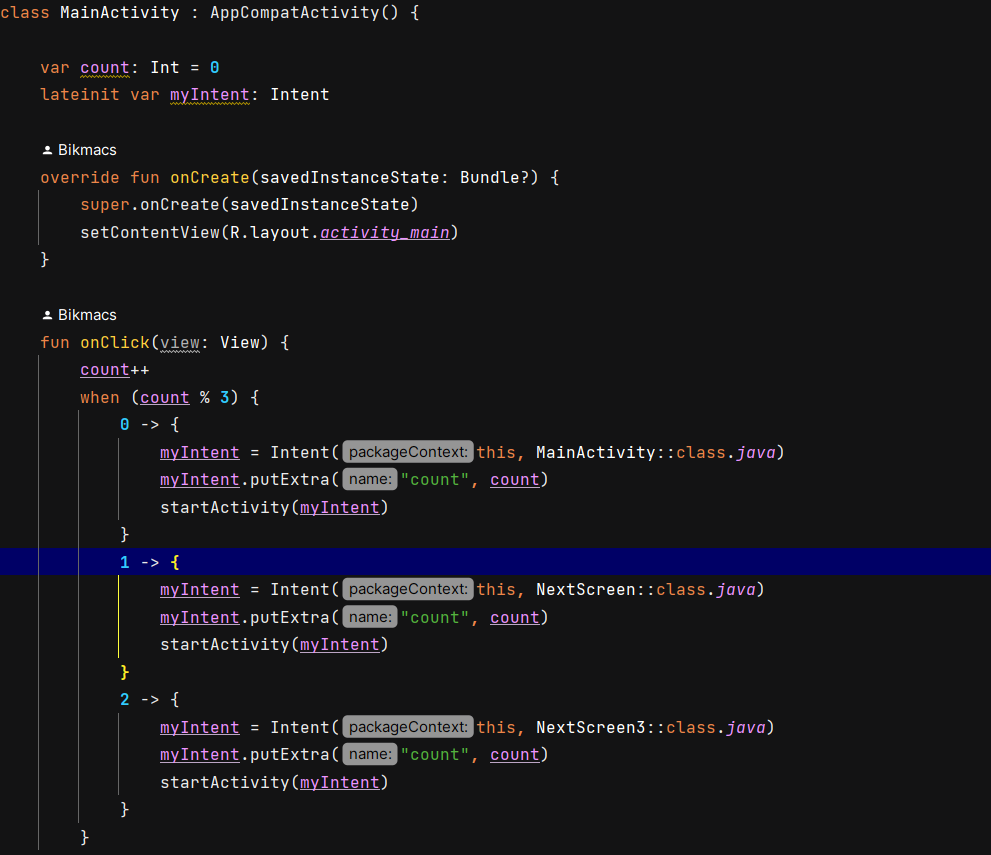 class MainActivity : AppCompatActivity() {
var count: Int = 0
lateinit var myIntent: Intent
Bikmacs
override fun onCreate(savedInstanceState: Bundle?) {
super.onCreate(savedInstanceState)
setContentView(R.layout.activity_main)
}
Bikmacs
fun onClick(view: View) {
count++
when (count % 3) {
0 -> {
myIntent = Intent( packageContext: this, MainActivity::class.java)
myIntent.putExtra( name: "count", count)
startActivity(myIntent)
}
1 -> {
myIntent = Intent( packageContext: this, NextScreen::class.java)
myIntent.putExtra( name: "count", count)
startActivity(myIntent)
}
2 -> {
myIntent = Intent( packageContext: this, NextScreen3::class.java)
myIntent.putExtra( name: "count", count)
startActivity(myIntent)
}
}